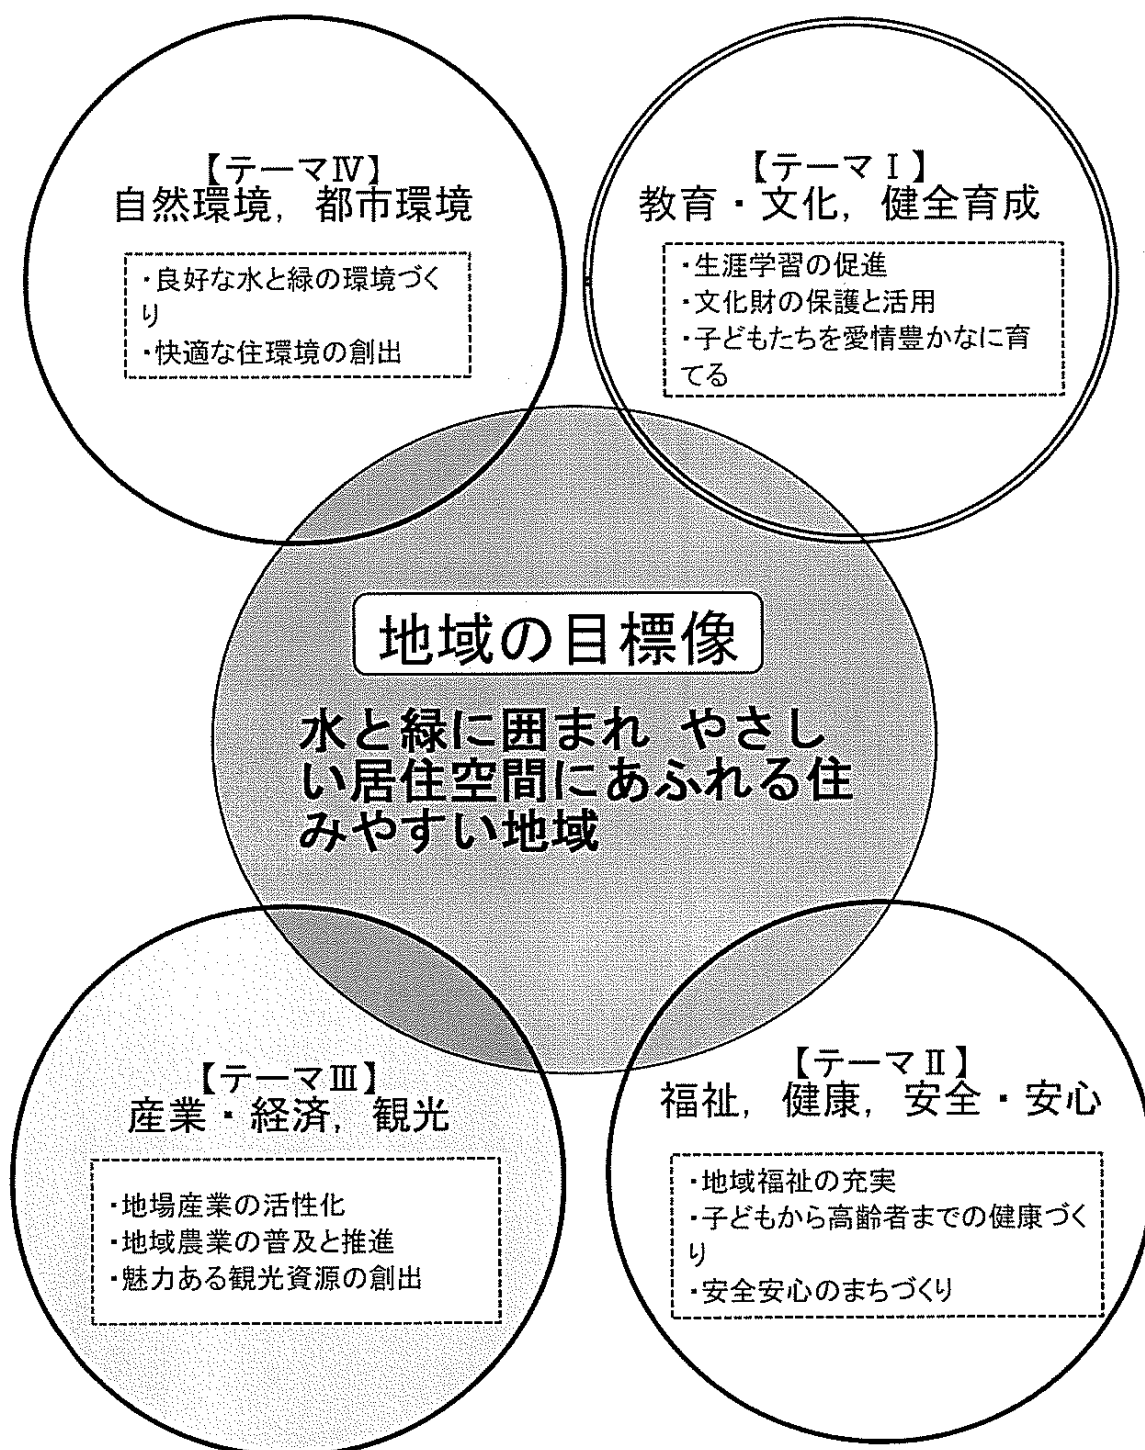 【テーマⅣ】
自然環境，都市環境
・良好な水と緑の環境づく
り
・快適な住環境の創出
【テーマⅠ】
教育・文化，健全育成
・生涯学習の促進
・文化財の保護と活用
・子どもたちを愛情豊かなに育
てる
地域の目標像
水と緑に囲まれ　やさし
い居住空間にあふれる住
みやすい地域
【テーマⅢ】
産業・経済，観光
・地場産業の活性化
・地域農業の普及と推進
・魅力ある観光資源の創出
【テーマⅡ】
福祉，健康，安全・安心
・地域福祉の充実
・子どもから高齢者までの健康づく
り
・安全安心のまちづくり